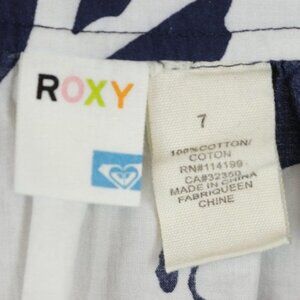 ROXY
7
100% COTTON/
COTON
RN#114199
CA#32350
MADE IN CHINA
FABRIQUEEN
CHINE